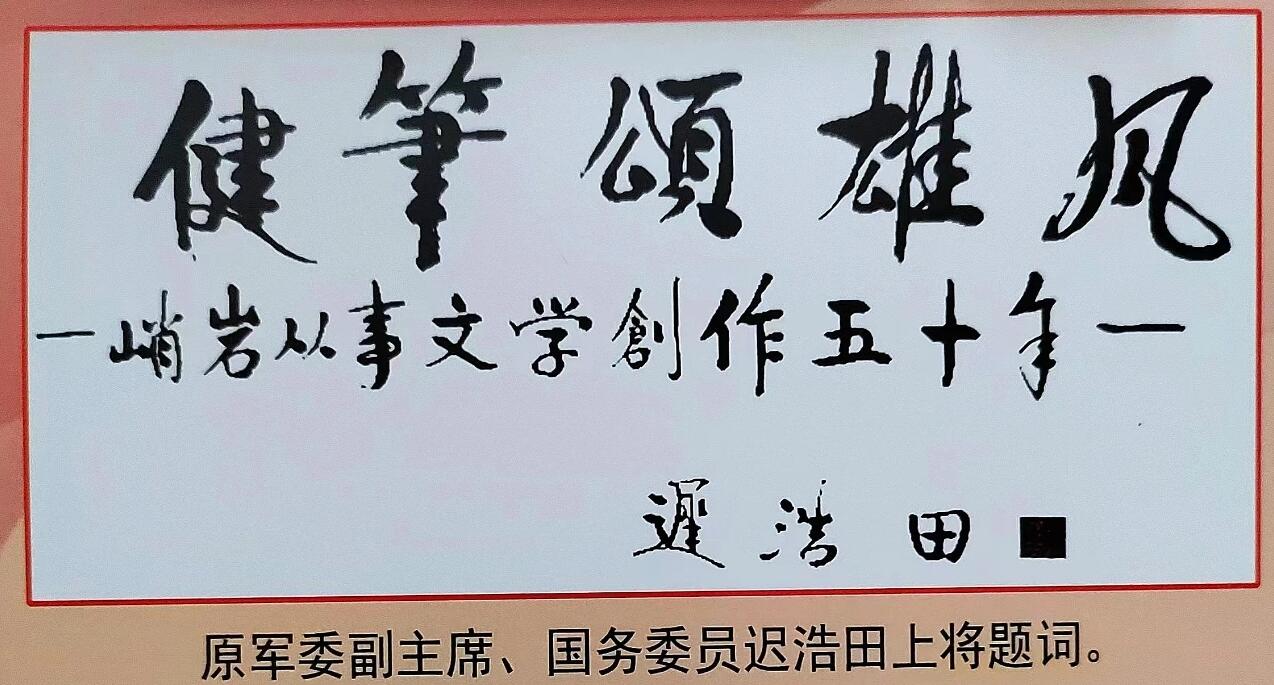 健筆頌雄风
—峭岩从事文学創作五十年—
遲浩田
原军委副主席、国务委员迟浩田上将题词。